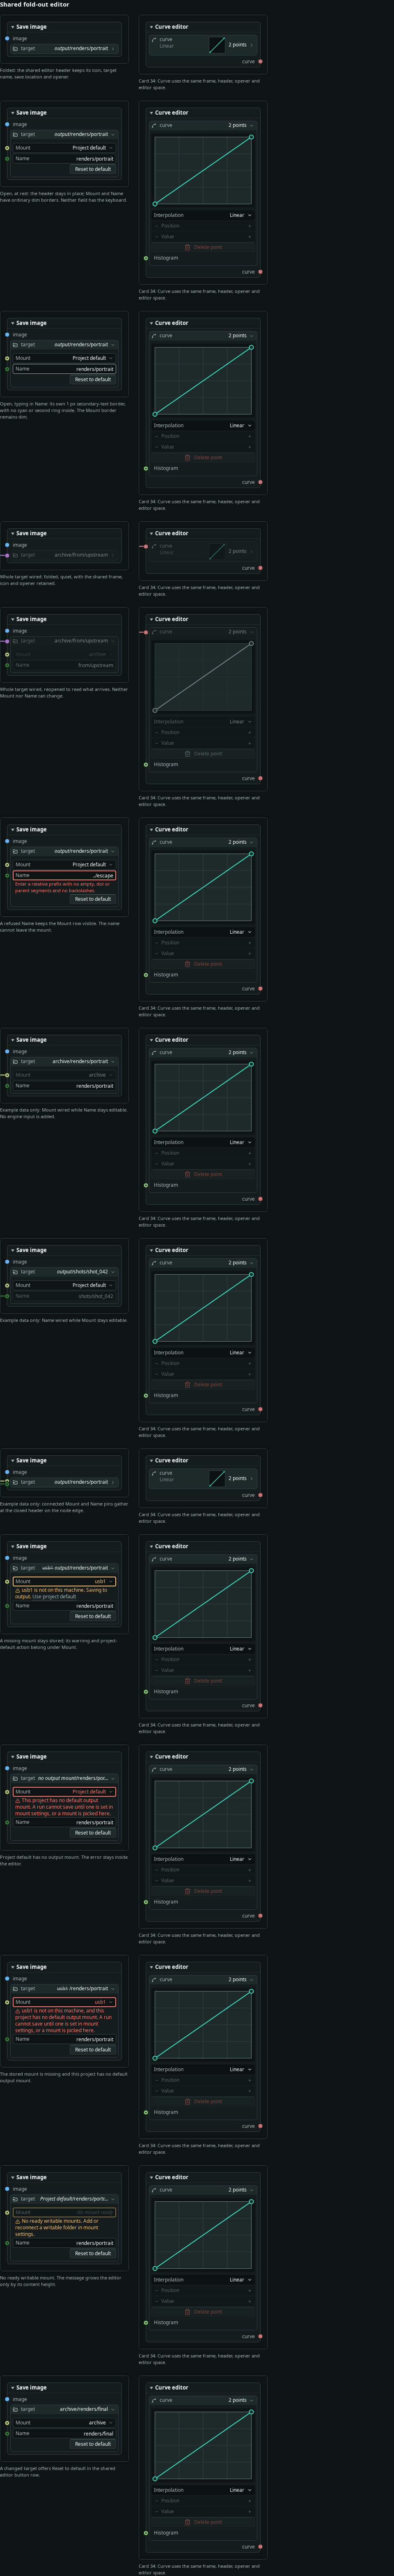 Shared fold-out editor
Save image
image
target output/renders/portrait
Folded: the shared editor header keeps its icon, target
name, save location and opener.
Curve editor
curve
Linear
2 points
curve
Card 34: Curve uses the same frame, header, opener and
editor space.
Save image
image
target output/renders/portrait
Mount Project default
Name renders/portrait
Reset to default
Open, at rest: the header stays in place; Mount and Name
have ordinary dim borders. Neither field has the keyboard.
Curve editor
curve 2 points
Interpolation Linear
Position
Value
Delete point
Histogram
curve
Card 34: Curve uses the same frame, header, opener and
editor space.
Save image
image
target output/renders/portrait
Mount Project default
Name renders/portrait
Reset to default
Open, typing in Name: its own 1 px secondary-text border,
with no cyan or second ring inside. The Mount border
remains dim.
Curve editor
curve 2 points
Interpolation Linear
Position
Value
Delete point
Histogram
curve
Card 34: Curve uses the same frame, header, opener and
editor space.
Save image
image
target archive/from/upstream
Whole target wired: folded, quiet, with the shared frame,
icon and opener retained.
Curve editor
curve
Linear
2 points
curve
Card 34: Curve uses the same frame, header, opener and
editor space.
Save image
image
target archive/from/upstream
Mount archive
Name from/upstream
Whole target wired, reopened to read what arrives. Neither
Mount nor Name can change.
Curve editor
curve 2 points
Interpolation Linear
Position
Value
Delete point
Histogram
curve
Card 34: Curve uses the same frame, header, opener and
editor space.
Save image
image
target output/renders/portrait
Mount Project default
Name ../escape
Enter a relative prefix with no empty, dot or
parent segments and no backslashes.
Reset to default
A refused Name keeps the Mount row visible. The name
cannot leave the mount.
Curve editor
curve 2 points
Interpolation Linear
Position
Value
Delete point
Histogram
curve
Card 34: Curve uses the same frame, header, opener and
editor space.
Save image
image
target archive/renders/portrait
Mount archive
Name renders/portrait
Example data only: Mount wired while Name stays editable.
No engine input is added.
Curve editor
curve 2 points
Interpolation Linear
Position
Value
Delete point
Histogram
curve
Card 34: Curve uses the same frame, header, opener and
editor space.
Save image
image
target output/shots/shot_042
Mount Project default
Name shots/shot_042
Example data only: Name wired while Mount stays editable.
Curve editor
curve 2 points
Interpolation Linear
Position
Value
Delete point
Histogram
curve
Card 34: Curve uses the same frame, header, opener and
editor space.
Save image
image
target output/renders/portrait
Example data only: connected Mount and Name pins gather
at the closed header on the node edge.
Curve editor
curve
Linear
2 points
curve
Card 34: Curve uses the same frame, header, opener and
editor space.
Save image
image
target usb1 output/renders/portrait
Mount usb1
usb1 is not on this machine. Saving to
output. Use project default
Name renders/portrait
Reset to default
A missing mount stays stored; its warning and project-
default action belong under Mount.
Curve editor
curve 2 points
Interpolation Linear
Position
Value
Delete point
Histogram
curve
Card 34: Curve uses the same frame, header, opener and
editor space.
Save image
image
target no output mount/renders/por...
Mount Project default
This project has no default output
mount. A run cannot save until one is set in
mount settings, or a mount is picked here.
Name renders/portrait
Reset to default
Project default has no output mount. The error stays inside
the editor.
Curve editor
curve 2 points
Interpolation Linear
Position
Value
Delete point
Histogram
curve
Card 34: Curve uses the same frame, header, opener and
editor space.
Save image
image
target usb1 /renders/portrait
Mount usb1
usb1 is not on this machine, and this
project has no default output mount. A run
cannot save until one is set in mount
settings, or a mount is picked here.
Name renders/portrait
Reset to default
The stored mount is missing and this project has no default
output mount.
Curve editor
curve 2 points
Interpolation Linear
Position
Value
Delete point
Histogram
curve
Card 34: Curve uses the same frame, header, opener and
editor space.
Save image
image
target Project default/renders/portr...
Mount
No ready writable mounts. Add or
reconnect a writable folder in mount
settings.
Name renders/portrait
Reset to default
No ready writable mount. The message grows the editor
only by its content height.
Curve editor
curve 2 points
Interpolation Linear
Position
Value
Delete point
Histogram
curve
Card 34: Curve uses the same frame, header, opener and
editor space.
Save image
image
target archive/renders/final
Mount archive
Name renders/final
Reset to default
A changed target offers Reset to default in the shared
editor button row.
Curve editor
curve 2 points
Interpolation Linear
Position
Value
Delete point
Histogram
curve
Card 34: Curve uses the same frame, header, opener and
editor space.